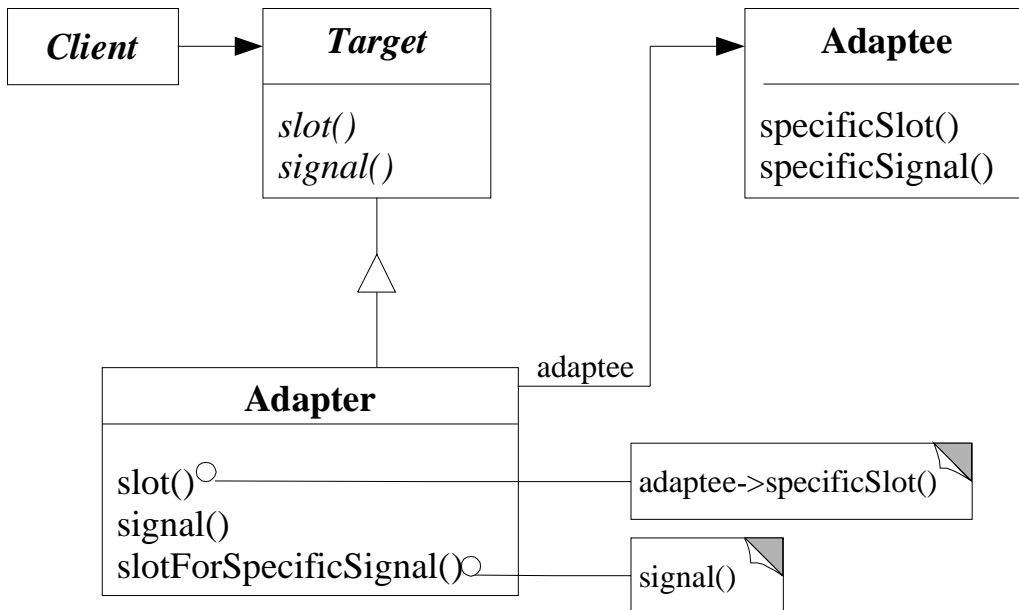 Client
Target
slot()
signal()
Adaptee
specificSlot()
specificSignal()
adaptee
Adapter
slot()
signal()
slotForSpecificSignal()
adaptee->specificSlot()
signal()